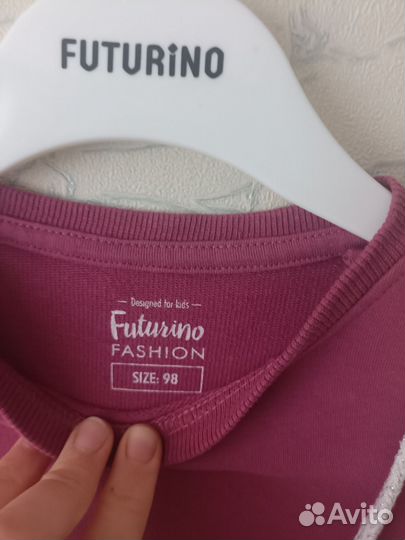 FUTURiNO
Designed for kids
Futurino
FASHION
SIZE: 98
Avito